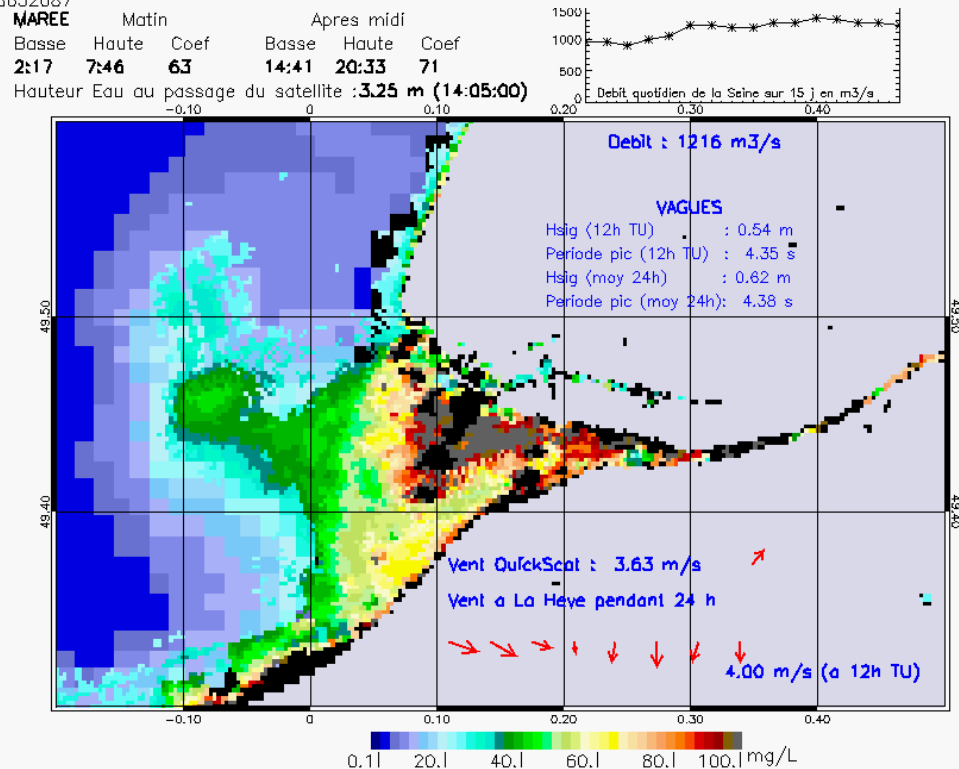 MAREE Matin Apres midi
Basse Haute Coef Basse Haute Coef
2:17 7:46 63 14:41 20:33 71
Hauteur Eau au passage du satellite :3.25 m (14:05:00)
1500
1000
500
0
Debit quotidien de la Seine sur 15 j en m3/s
-0.10 0 0.10 0.20 0.30 0.40
Debit : 1216 m3/s
VAGUES
Hsig (12h TU) : 0.54 m
Periode pic (12h TU) : 4.35 s
Hsig (moy 24h) : 0.62 m
Periode pic (moy 24h): 4.38 s
49.50 49.50
49.40 49.40
Vent QuickScat : 3.63 m/s
Vent a La Heve pendant 24 h
4.00 m/s (a 12h TU)
-0.10 0 0.10 0.20 0.30 0.40
0.1| 20.| 40.| 60.| 80.| 100.| mg/L